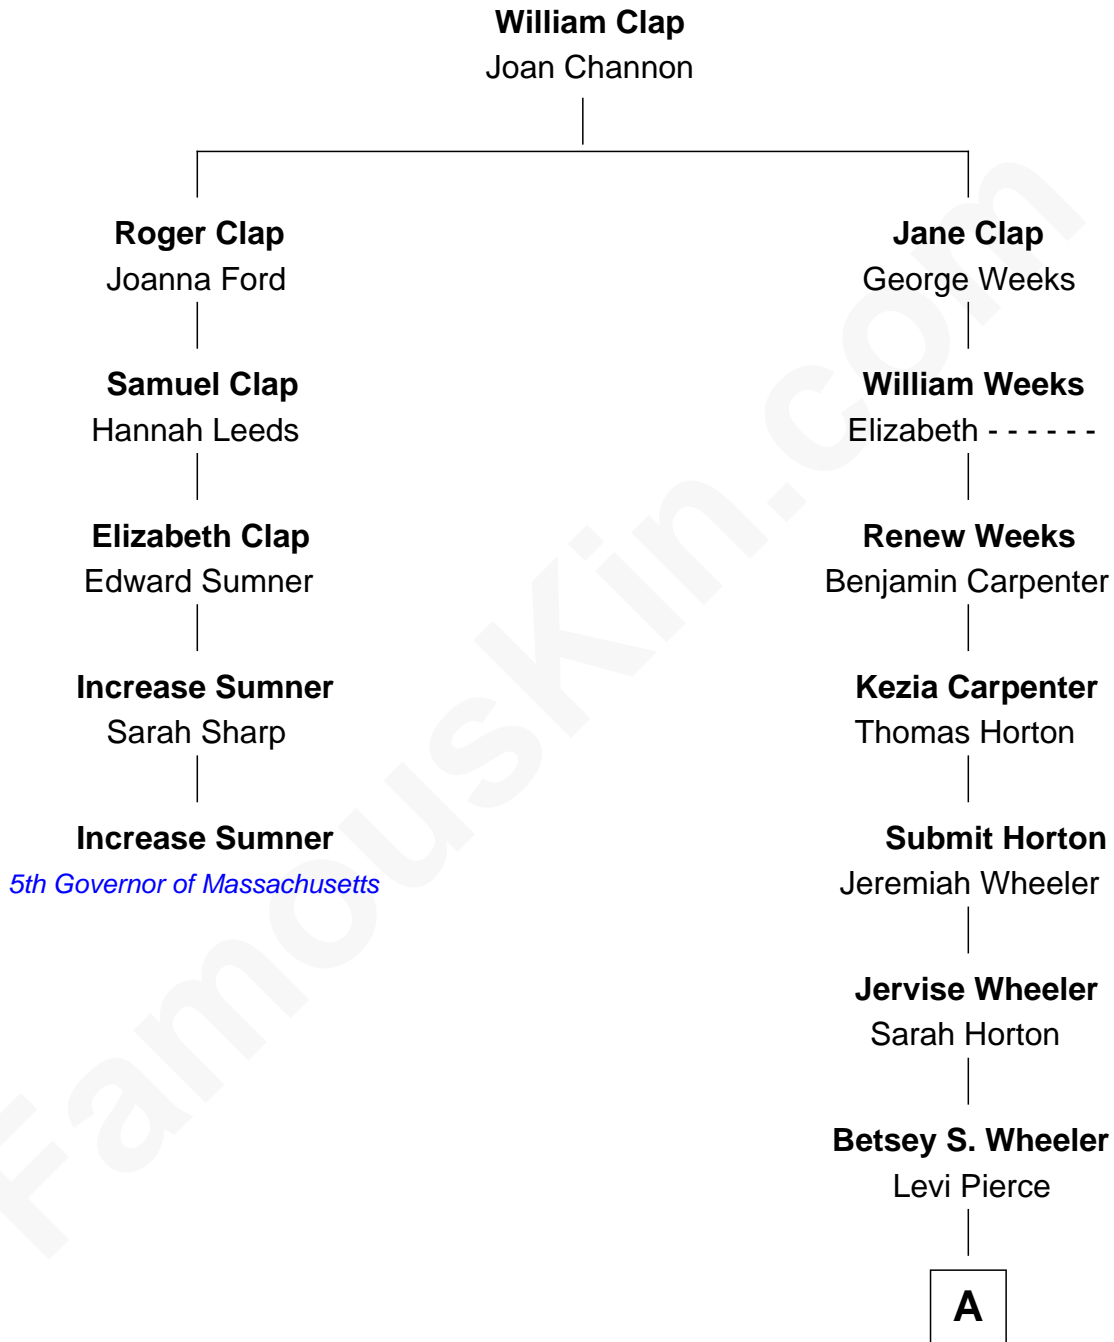 William Clap
Joan Channon
Roger Clap
Joanna Ford
Samuel Clap
Hannah Leeds
Elizabeth Clap
Edward Sumner
Increase Sumner
Sarah Sharp
Increase Sumner
5th Governor of Massachusetts
Jane Clap
George Weeks
William Weeks
Elizabeth - - - - - -
Renew Weeks
Benjamin Carpenter
Kezia Carpenter
Thomas Horton
Submit Horton
Jeremiah Wheeler
Jervise Wheeler
Sarah Horton
Betsey S. Wheeler
Levi Pierce
A
FamousKin.com